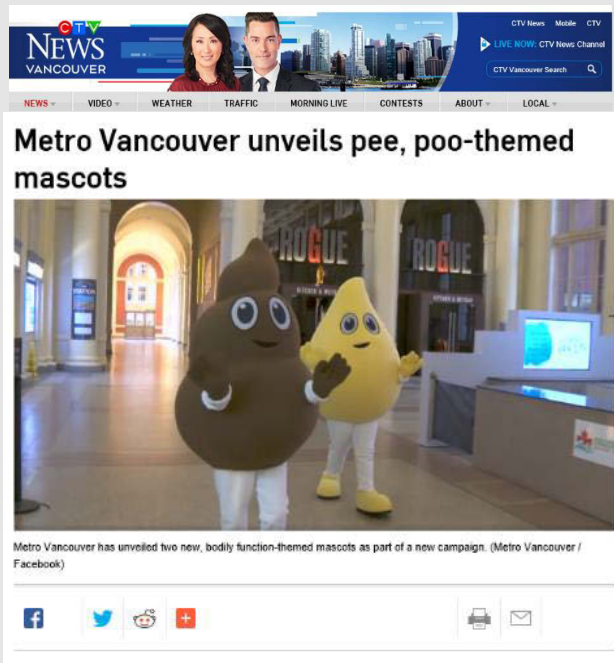 CTV News Mobile CTV
CTV
NEWS
VANCOUVER
LIVE NOW: CTV News Channel
CTV Vancouver Search
NEWS VIDEO WEATHER TRAFFIC MORNING LIVE CONTESTS ABOUT LOCAL
Metro Vancouver unveils pee, poo-themed
mascots
ROGUE ROGUE
Metro Vancouver has unveiled two new, bodily function-themed mascots as part of a new campaign. (Metro Vancouver /
Facebook)